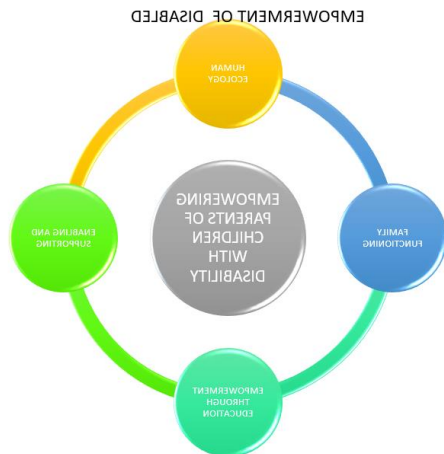 EMPOWERMENT OF DISABLED
HUMAN
ECOLOGY
EMPOWERING
PARENTS OF
CHILDREN
WITH
DISABILITY
ENABLING AND
SUPPORTING
FAMILY
FUNCTIONING
EMPOWERMENT
THROUGH
EDUCATION